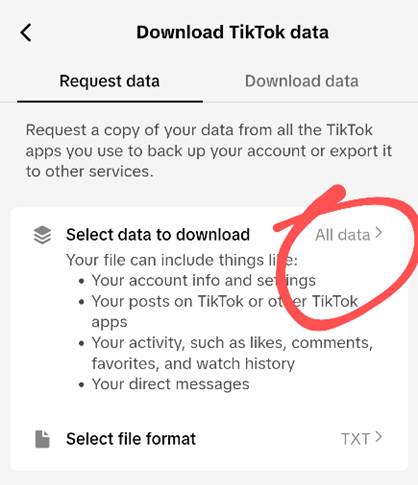 Download TikTok data
Request data
Download data
Request a copy of your data from all the TikTok
apps you use to back up your account or export it
to other services.
Select data to download
All data
Your file can include things like:
• Your account info and settings
• Your posts on TikTok or other TikTok
apps
• Your activity, such as likes, comments,
favorites, and watch history
• Your direct messages
Select file format
TXT